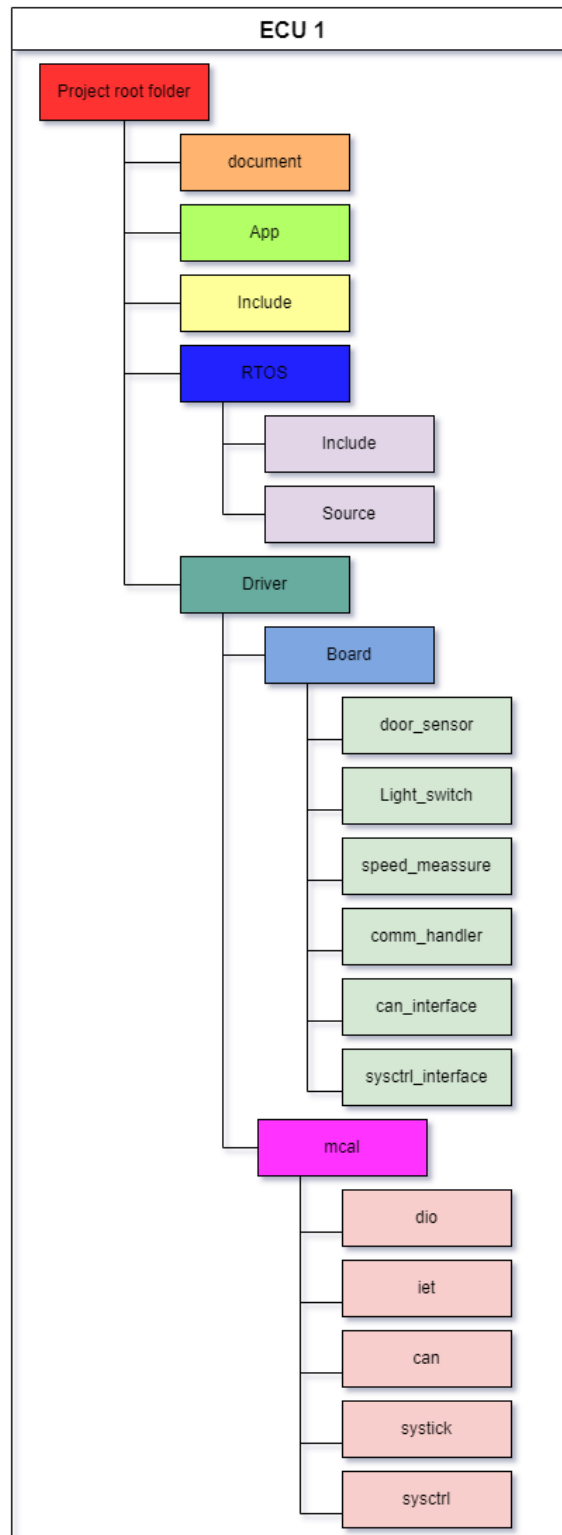 ECU 1
Project root folder
document
App
Include
RTOS
Include
Source
Driver
Board
door_sensor
Light_switch
speed_meassure
comm_handler
can_interface
sysctrl_interface
mcal
dio
iet
can
systick
sysctrl